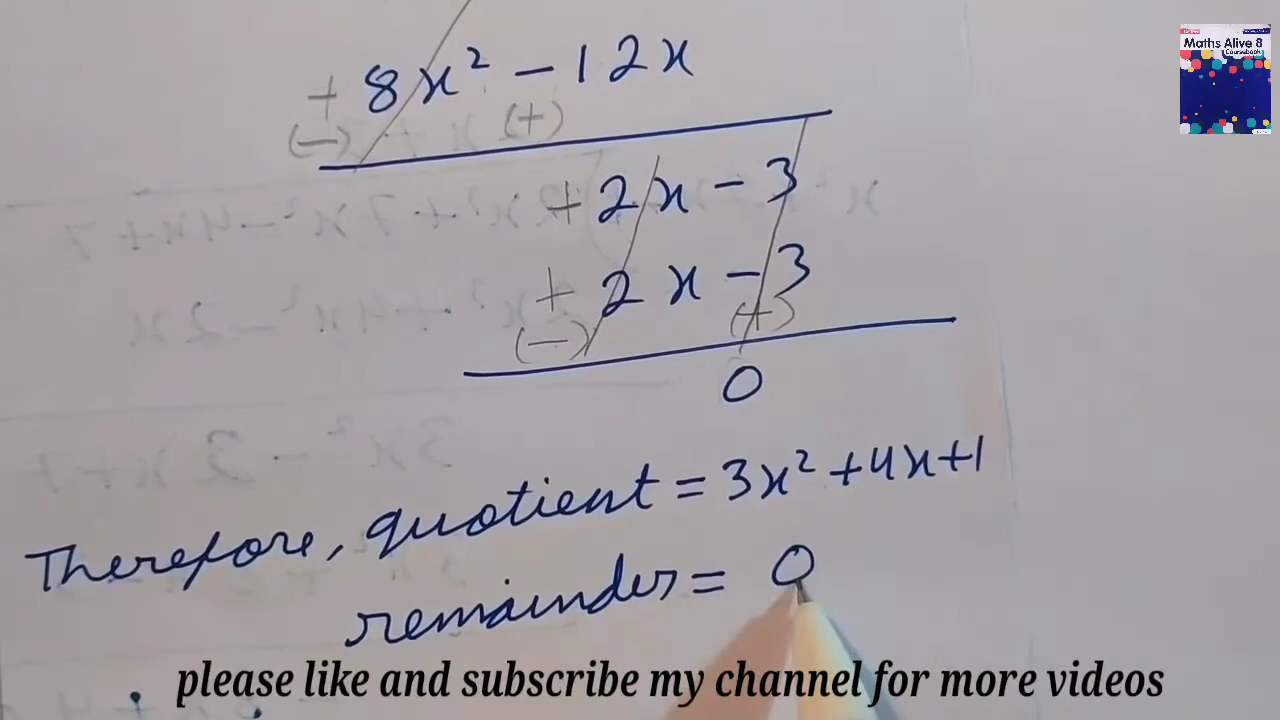 Maths Alive 8
Coursebook
+ 8x² - 12x
(-) (+)
+ 2x - 3
+ 2x - 3
(-) (+)
0
Therefore, quotient = 3x² + 4x + 1
remainder = 0
please like and subscribe my channel for more videos